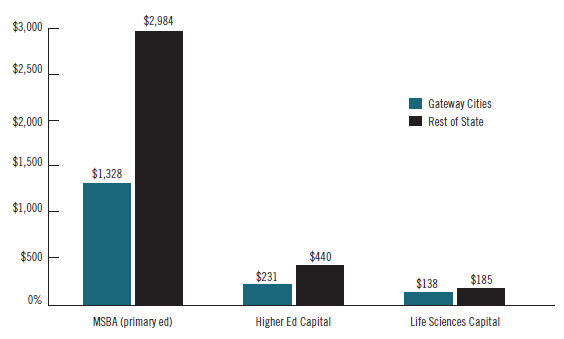 $3,000
$2,984
$2,500
Gateway Cities
$2,000
Rest of State
$1,500
$1,328
$1,000
$500
$440
$231
$138
$185
0%
MSBA (primary ed)
Higher Ed Capital
Life Sciences Capital